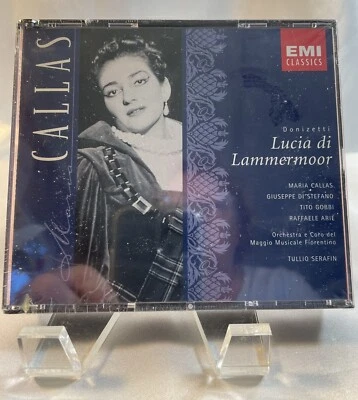 CALLAS
EMI
CLASSICS
Donizetti
Lucia di
Lammermoor
MARIA CALLAS
GIUSEPPE DI STEFANO
TITO GOBBI
RAFFAELE ARIÉ
Orchestra e Coro del
Maggio Musicale Fiorentino
TULLIO SERAFIN